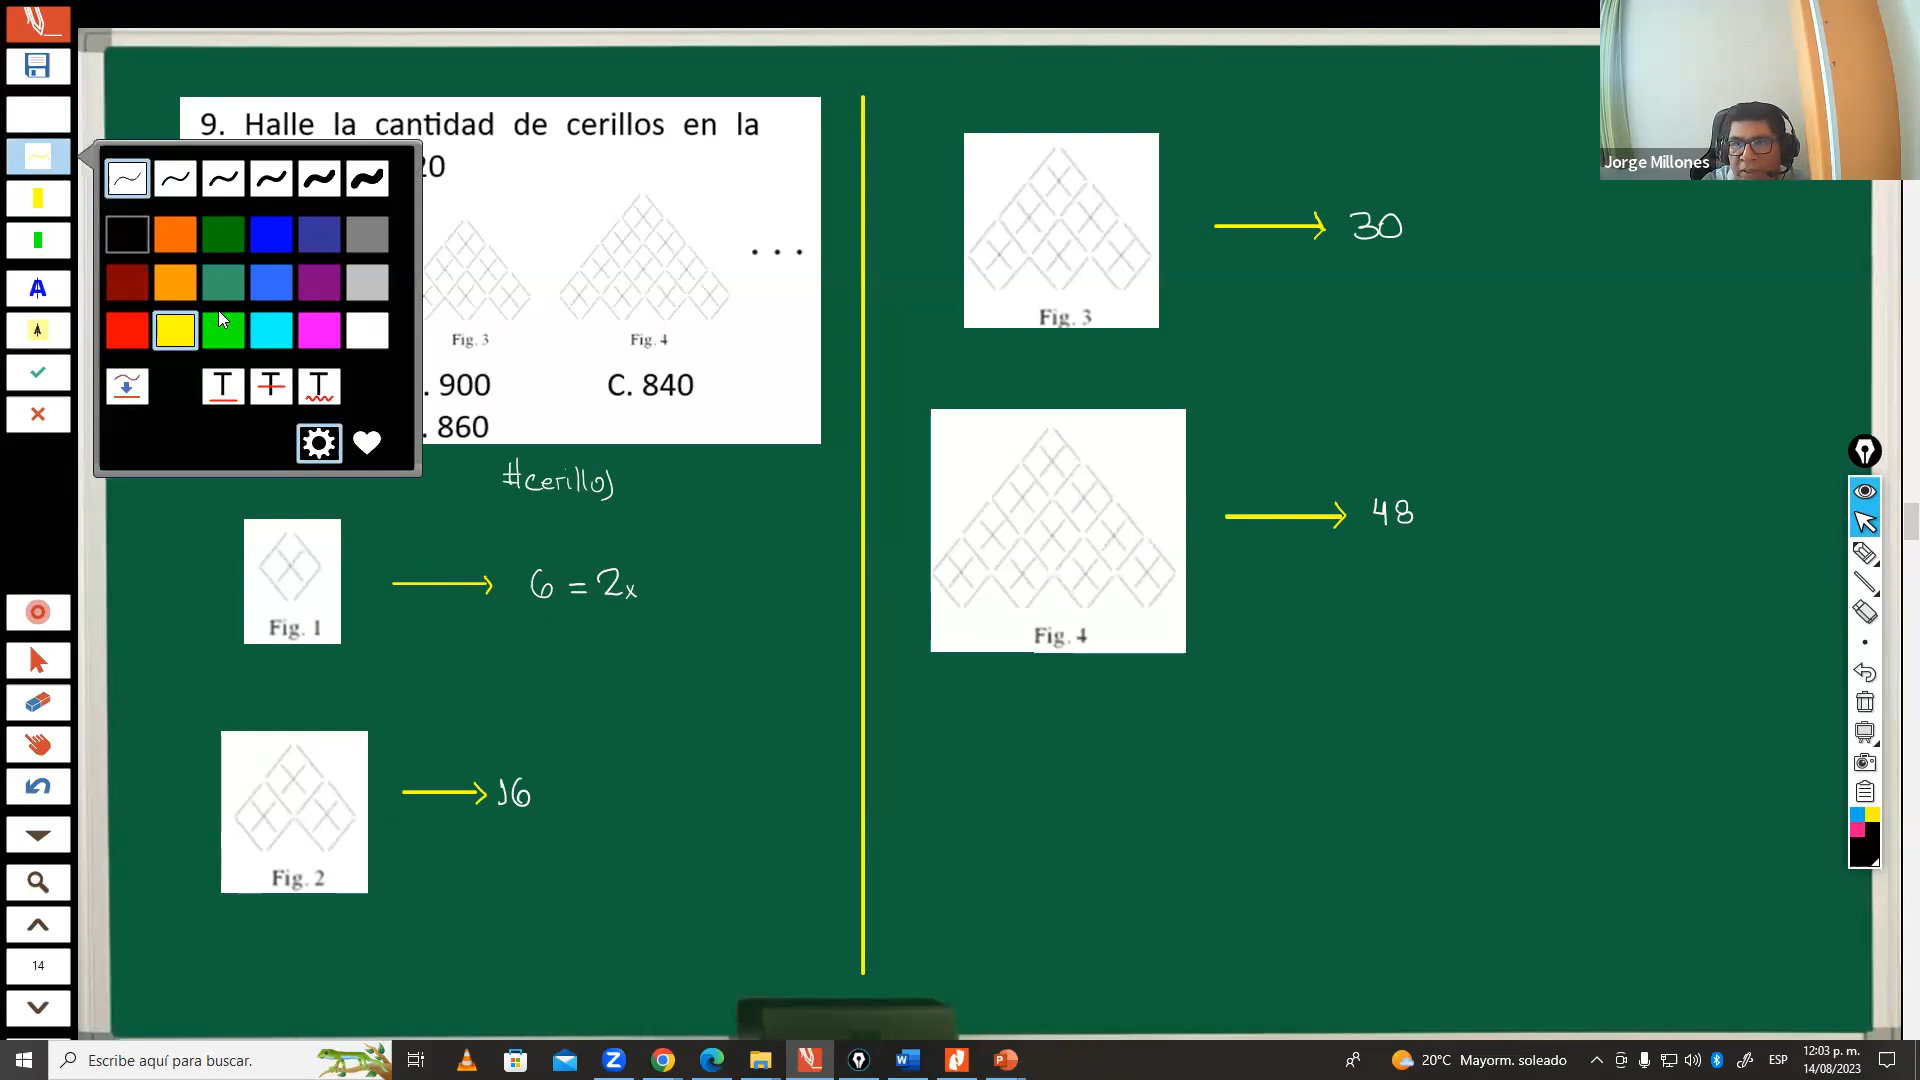 9. Halle la cantidad de cerillos en la
20
Fig. 3
Fig. 4
. . .
. 900
C. 840
. 860
#cerillos
Fig. 1
6 = 2x
Fig. 2
16
Fig. 3
30
Fig. 4
48
Jorge Millones
14
Escribe aquí para buscar.
20°C Mayorm. soleado
ESP
12:03 p. m.
14/08/2023